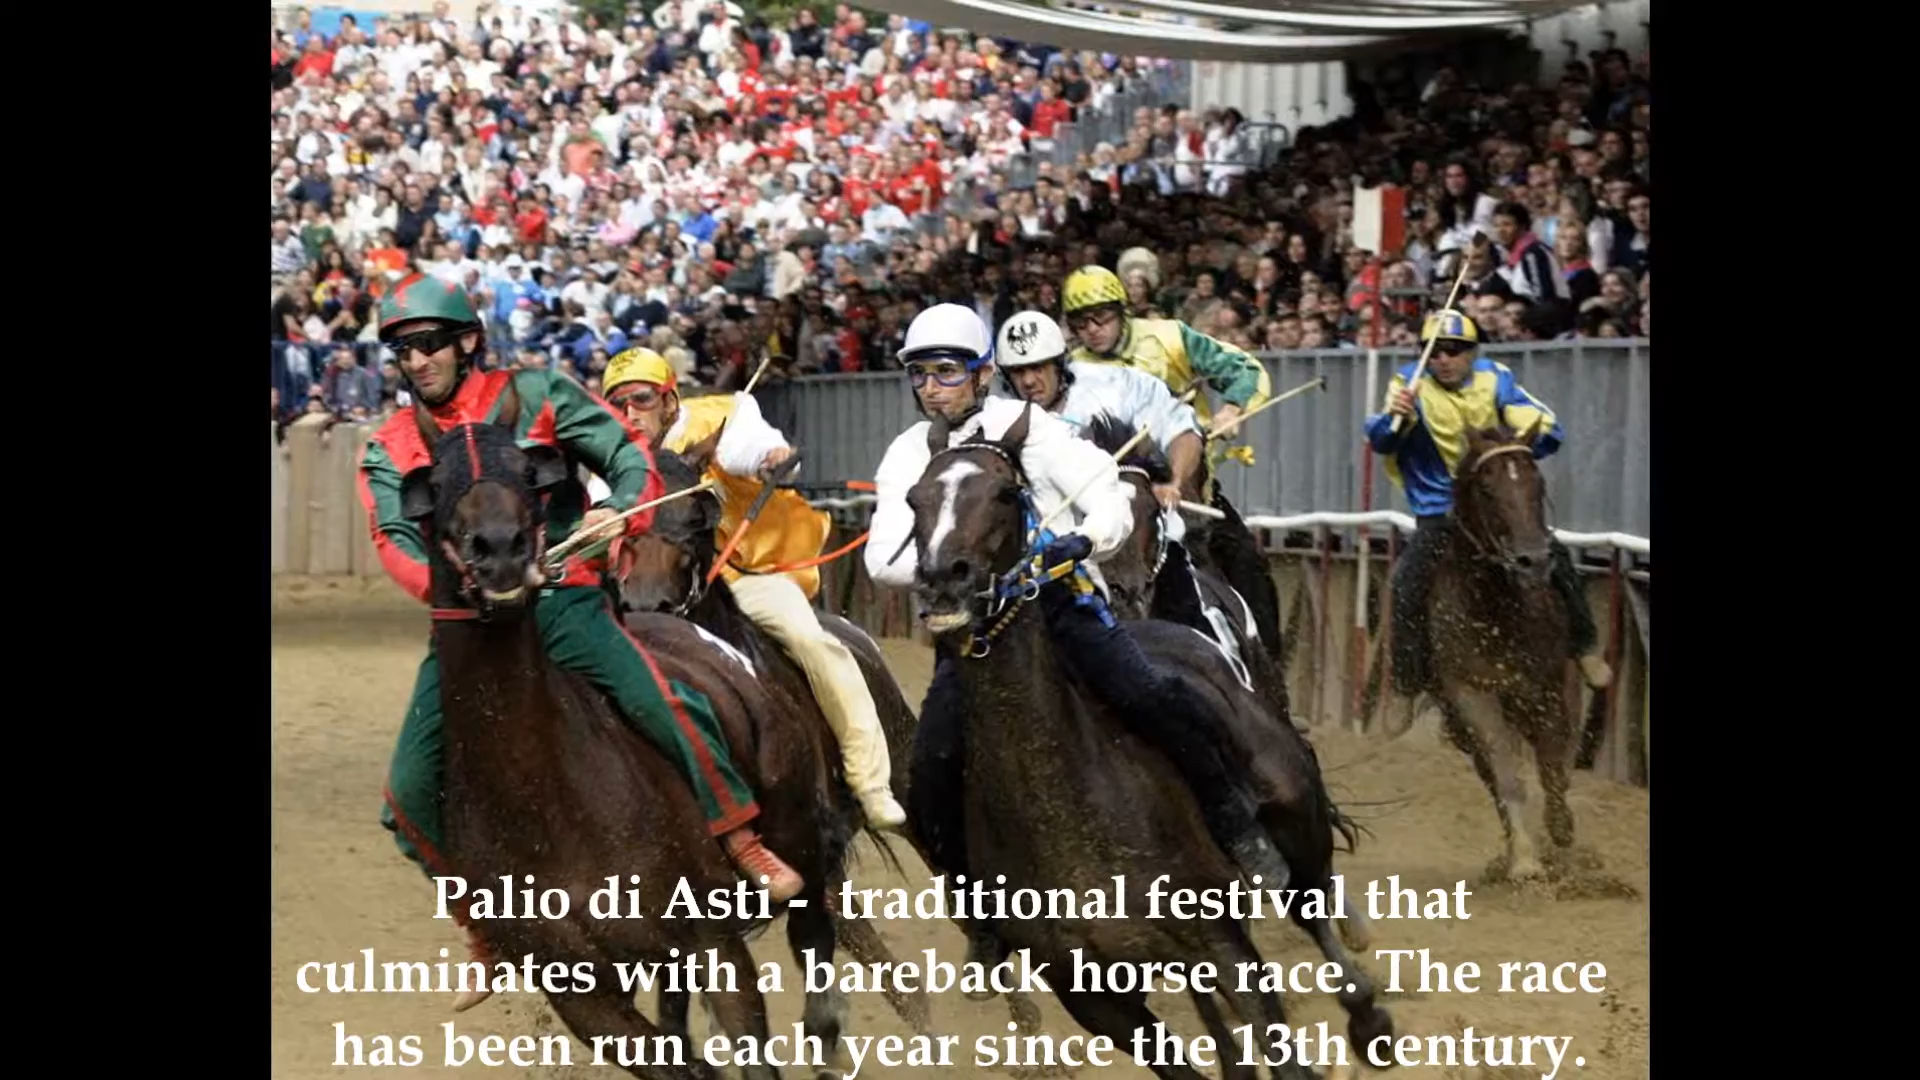 Palio di Asti -  traditional festival that
culminates with a bareback horse race. The race
has been run each year since the 13th century.